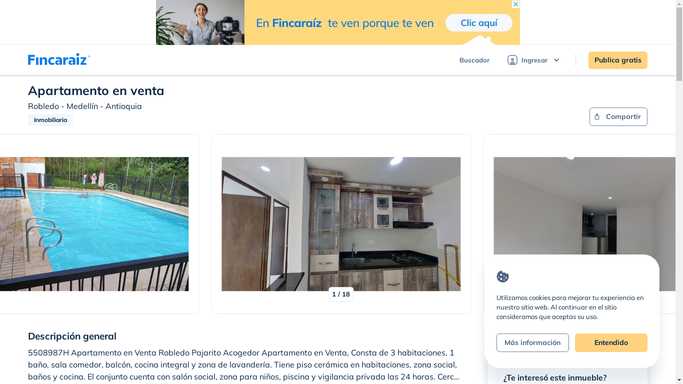 En Fincaraíz te ven porque te ven
Clic aquí
Fincaraiz
Buscador
Ingresar
Publica gratis
Apartamento en venta
Robledo - Medellín - Antioquia
Inmobiliaria
Compartir
1 / 18
Utilizamos cookies para mejorar tu experiencia en
nuestro sitio web. Al continuar en el sitio
consideramos que aceptas su uso.
Más información
Entendido
Descripción general
5508987H Apartamento en Venta Robledo Pajarito Acogedor Apartamento en Venta, Consta de 3 habitaciones, 1
baño, sala comedor, balcón, cocina integral y zona de lavandería. Tiene piso cerámica en habitaciones, zona social,
baños y cocina. El conjunto cuenta con salón social, zona para niños, piscina y vigilancia privada las 24 horas. Cerc...
¿Te interesó este inmueble?